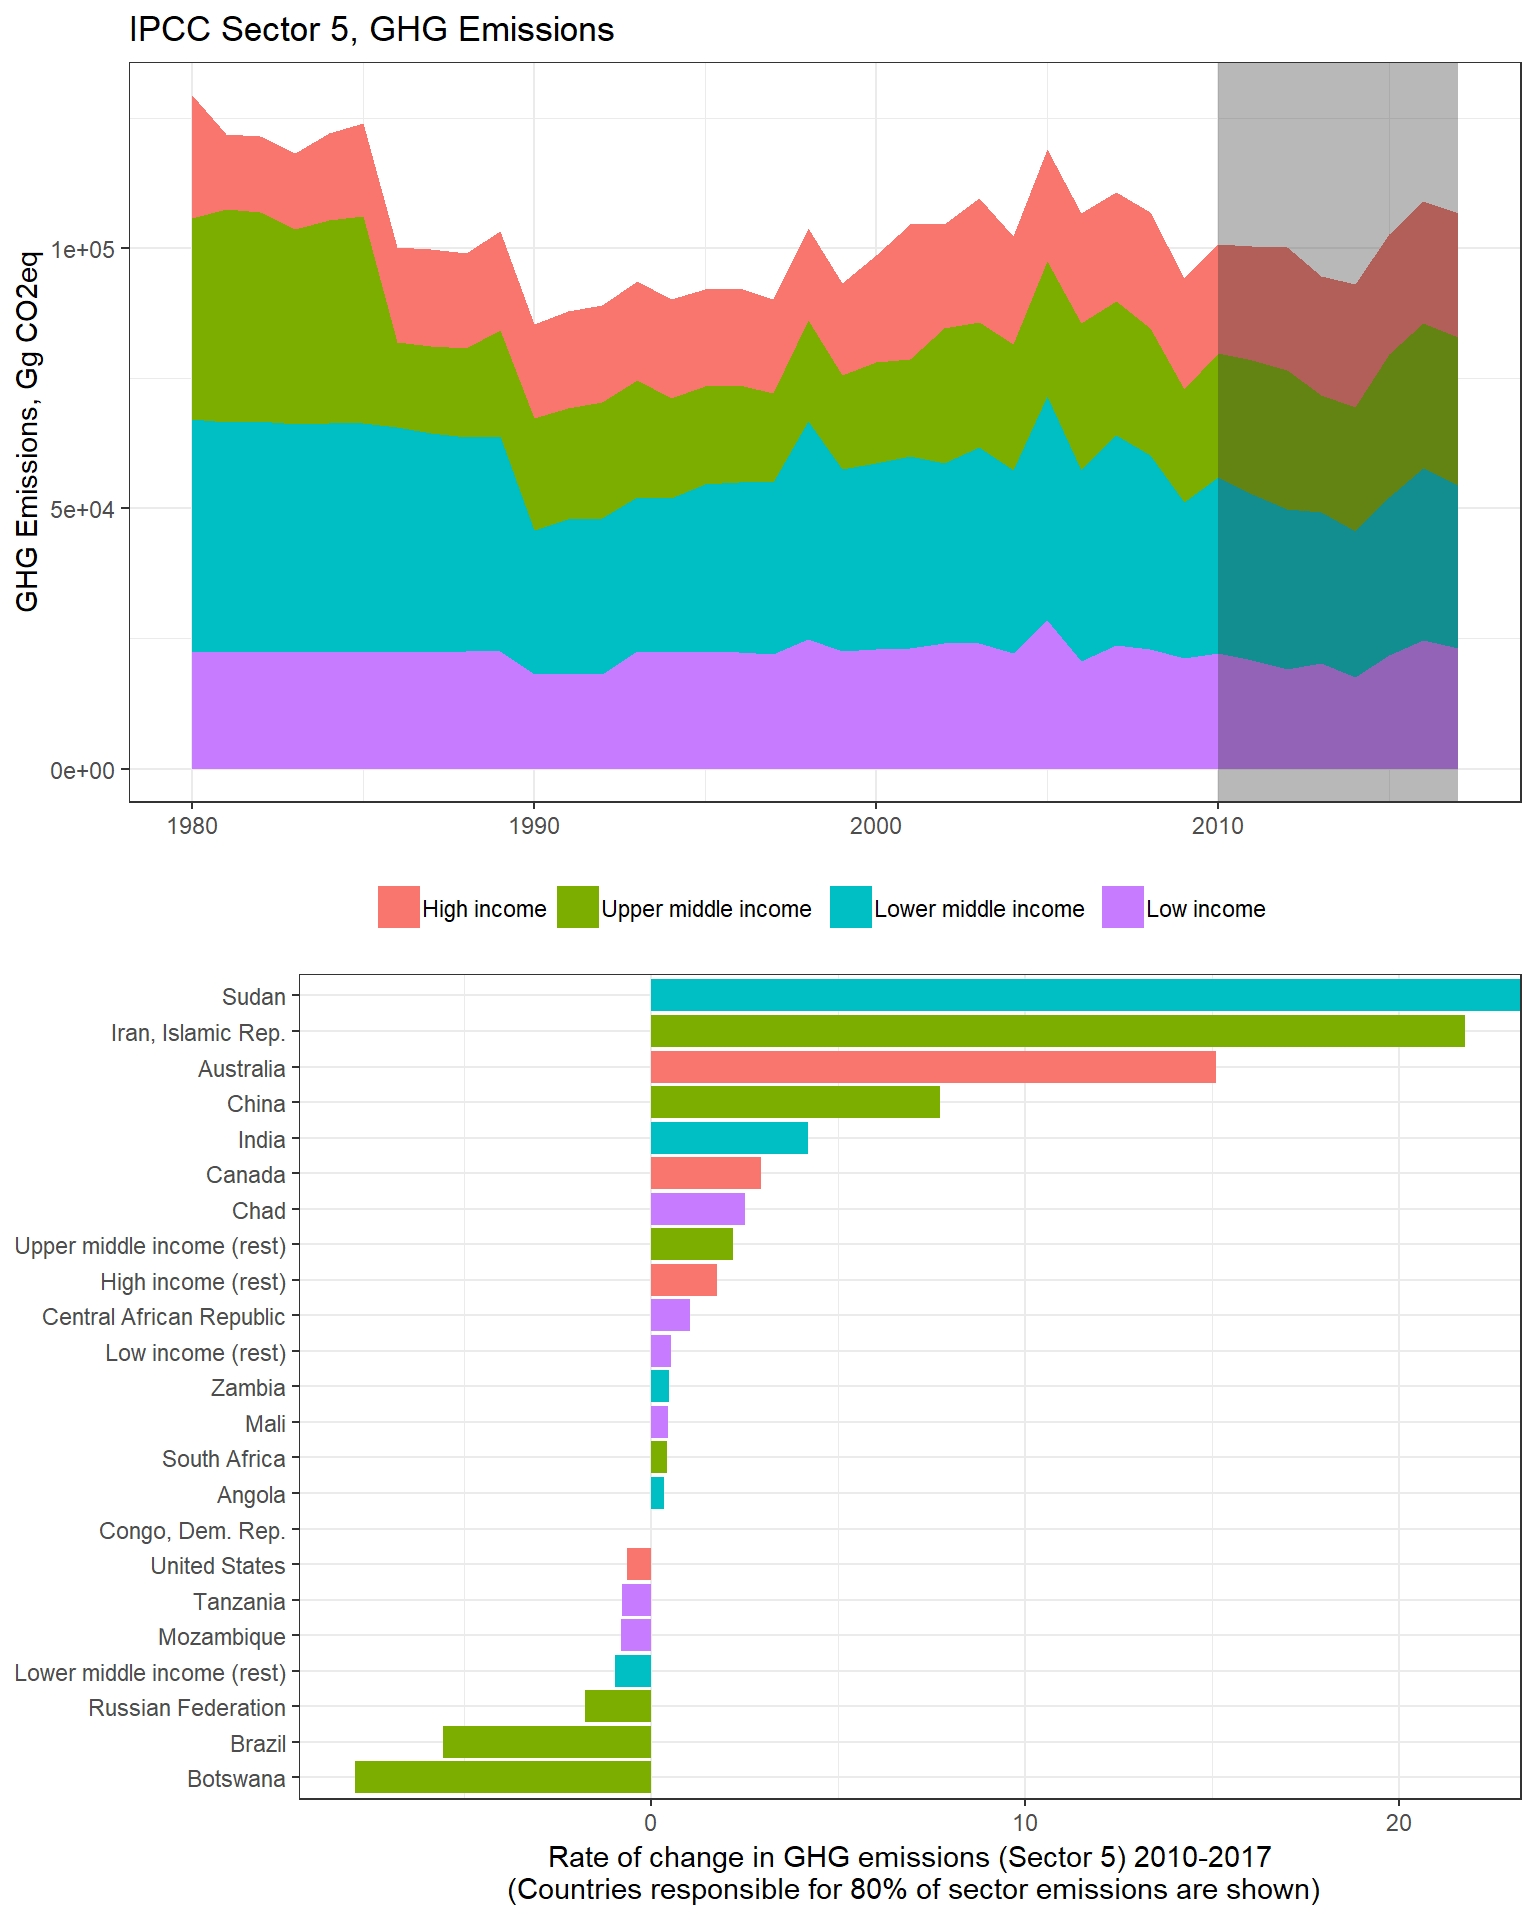 IPCC Sector 5, GHG Emissions
GHG Emissions, Gg CO2eq
1e+05
5e+04
0e+00
1980 1990 2000 2010
High income Upper middle income Lower middle income Low income
Sudan
Iran, Islamic Rep.
Australia
China
India
Canada
Chad
Upper middle income (rest)
High income (rest)
Central African Republic
Low income (rest)
Zambia
Mali
South Africa
Angola
Congo, Dem. Rep.
United States
Tanzania
Mozambique
Lower middle income (rest)
Russian Federation
Brazil
Botswana
0 10 20
Rate of change in GHG emissions (Sector 5) 2010-2017
(Countries responsible for 80% of sector emissions are shown)